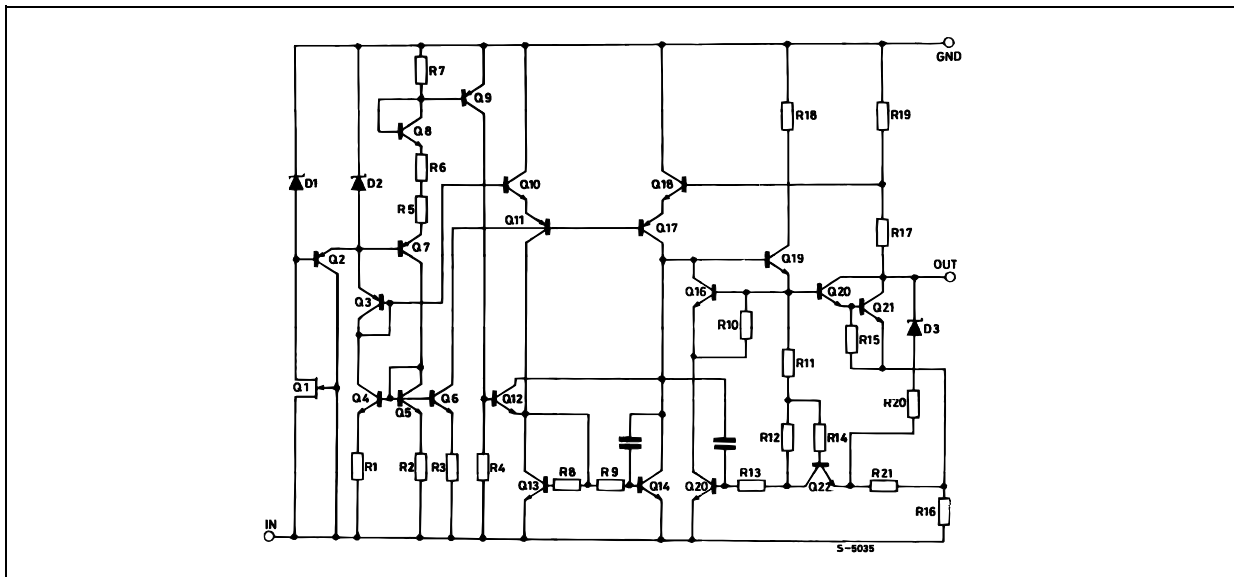 GND
R7
Q9
Q8
R18
R19
R6
D1
D2
Q10
Q18
R5
Q11
Q17
R17
Q2
Q7
OUT
Q19
Q3
Q16
Q20
Q21
R10
R15
D3
R11
Q1
Q4
Q5
Q6
Q12
R20
R12
R14
R1
R2
R3
R4
Q13
R8
R9
Q14
Q20
R13
Q22
R21
R16
IN
S-5035